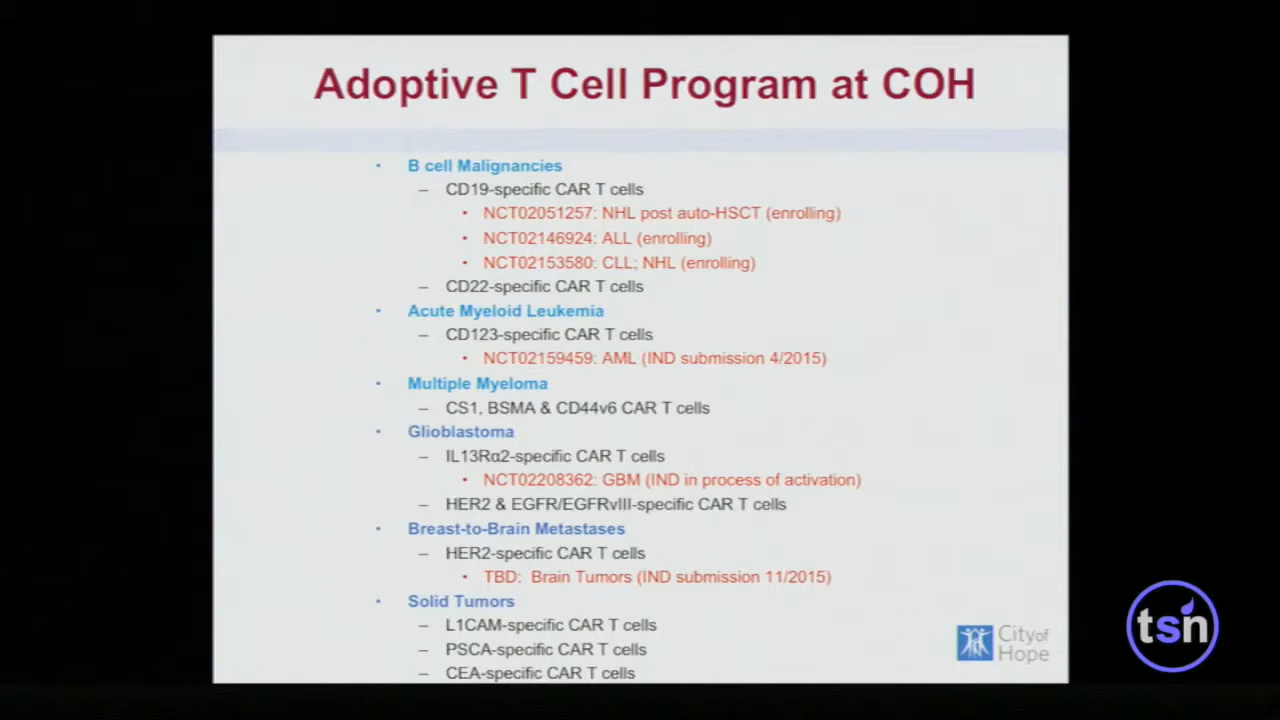 Adoptive T Cell Program at COH
• B cell Malignancies
– CD19-specific CAR T cells
• NCT02051257: NHL post auto-HSCT (enrolling)
• NCT02146924: ALL (enrolling)
• NCT02153580: CLL; NHL (enrolling)
– CD22-specific CAR T cells
• Acute Myeloid Leukemia
– CD123-specific CAR T cells
• NCT02159459: AML (IND submission 4/2015)
• Multiple Myeloma
– CS1, BSMA & CD44v6 CAR T cells
• Glioblastoma
– IL13Rα2-specific CAR T cells
• NCT02208362: GBM (IND in process of activation)
– HER2 & EGFR/EGFRvIII-specific CAR T cells
• Breast-to-Brain Metastases
– HER2-specific CAR T cells
• TBD: Brain Tumors (IND submission 11/2015)
• Solid Tumors
– L1CAM-specific CAR T cells
– PSCA-specific CAR T cells
– CEA-specific CAR T cells
City of
Hope
tsn